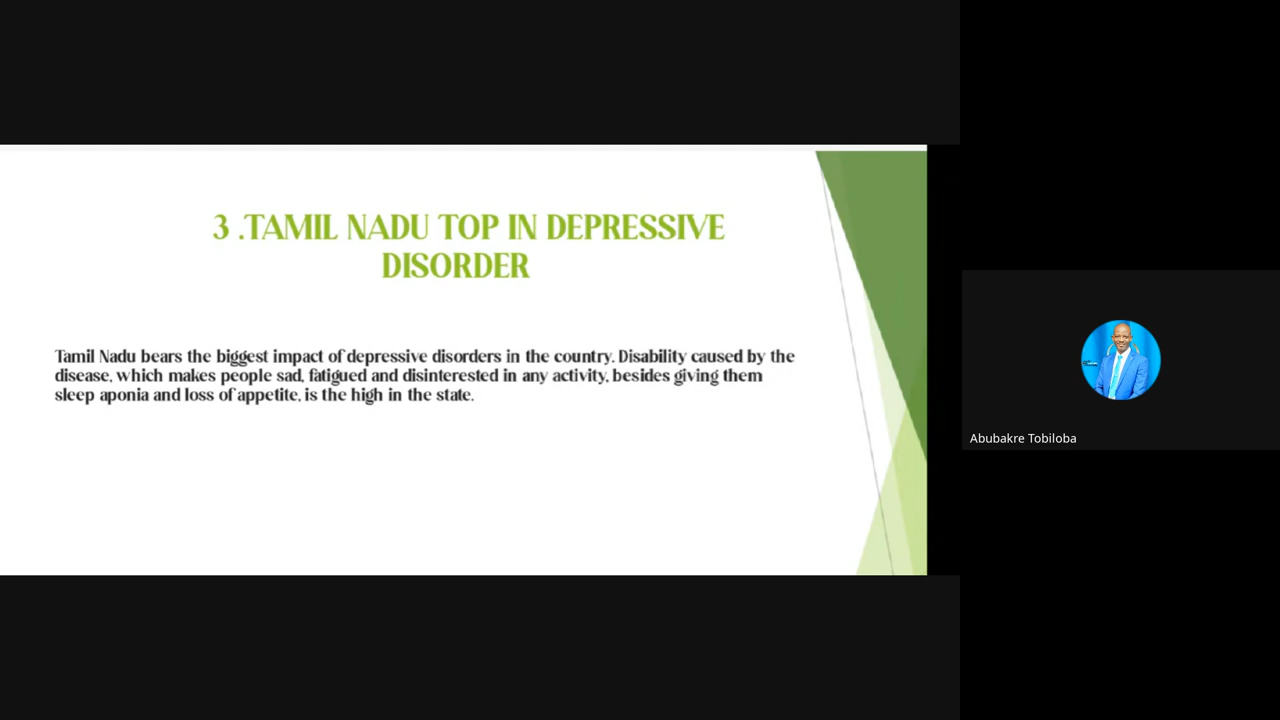 3 .TAMIL NADU TOP IN DEPRESSIVE
DISORDER
Tamil Nadu bears the biggest impact of depressive disorders in the country. Disability caused by the
disease, which makes people sad, fatigued and disinterested in any activity, besides giving them
sleep aponia and loss of appetite, is the high in the state.
Abubakre Tobiloba